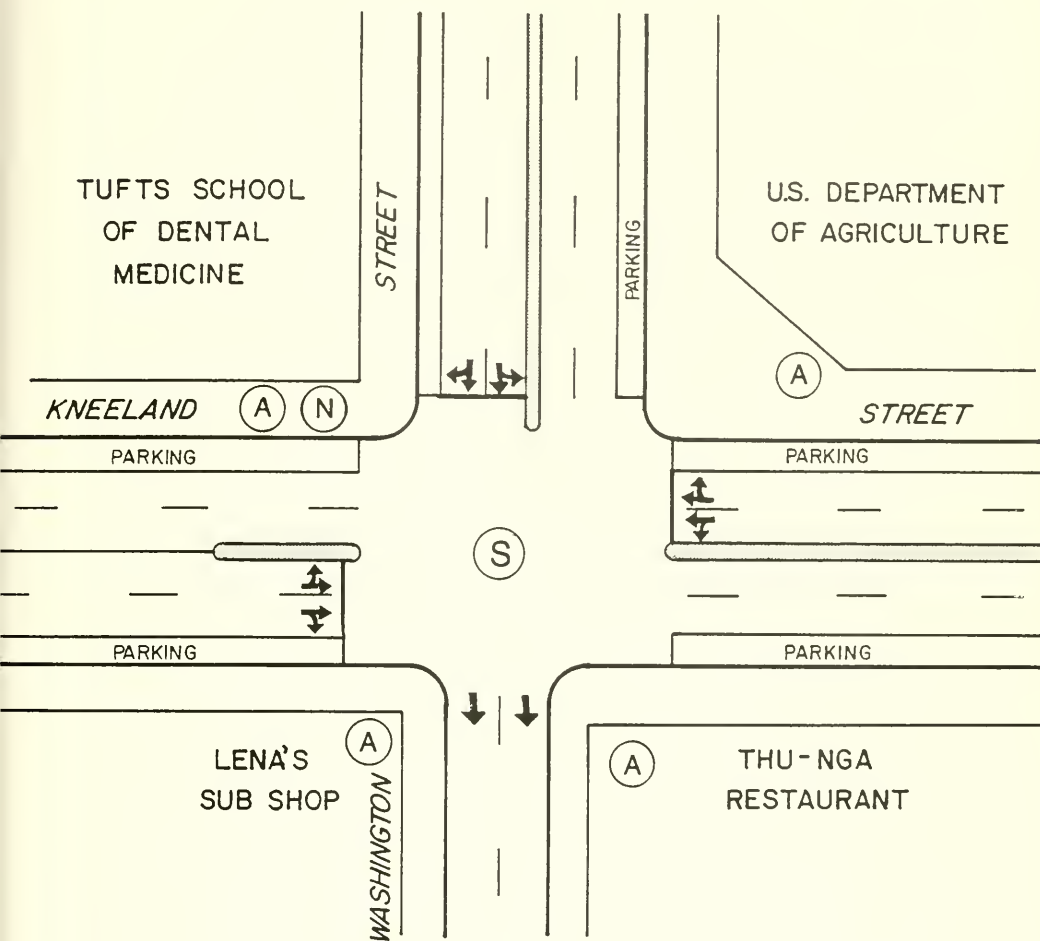 TUFTS SCHOOL
OF DENTAL
MEDICINE
STREET
PARKING
U.S. DEPARTMENT
OF AGRICULTURE
A
KNEELAND A N
STREET
PARKING
PARKING
S
PARKING
PARKING
A
LENA'S
SUB SHOP
WASHINGTON
A
THU-NGA
RESTAURANT